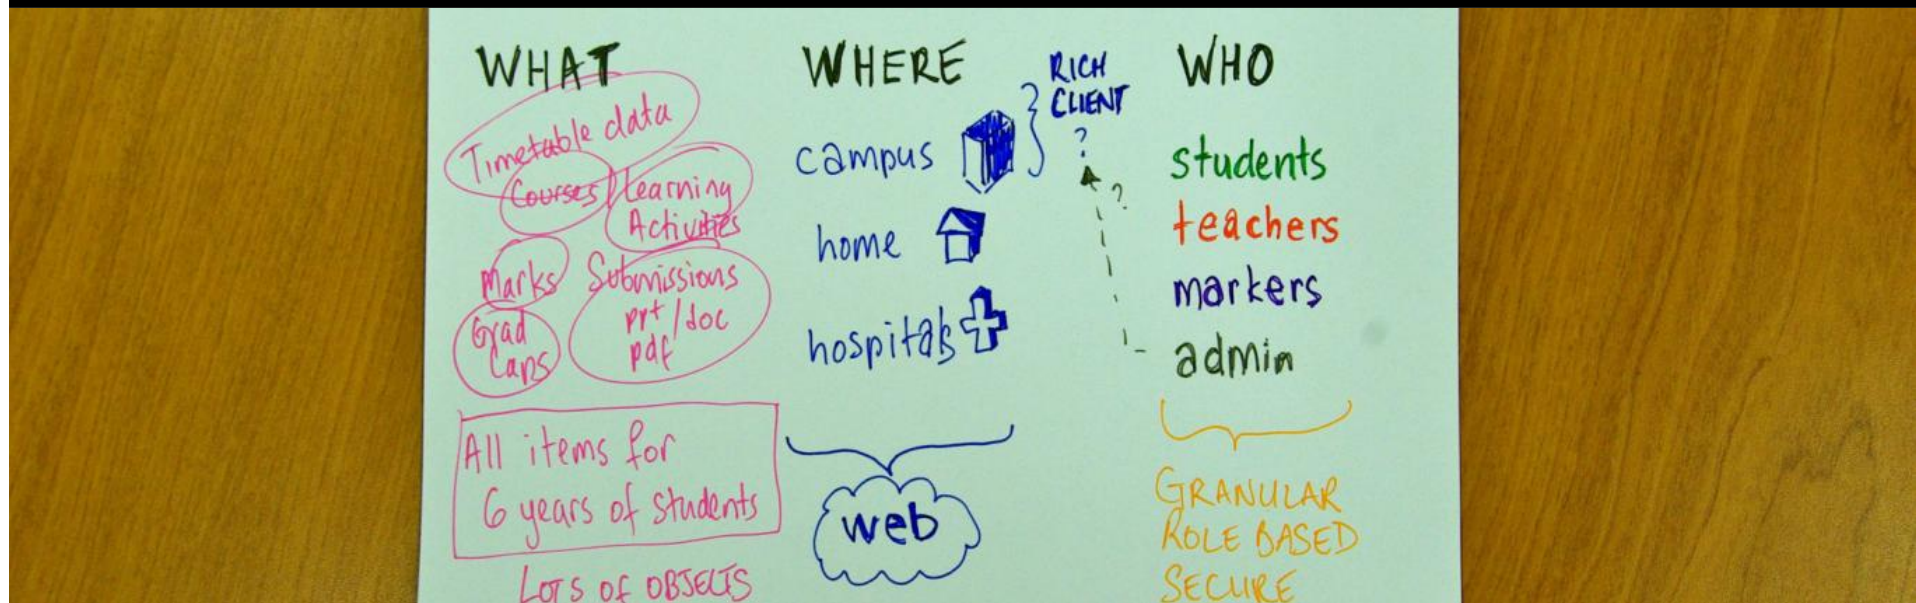 WHAT
Timetable data
Courses
Learning
Activities
Marks
Submissions
ppt/doc
pdf
Grad
Caps
All items for
6 years of students
LOTS OF OBJECTS
WHERE
campus
home
hospitals
web
RICH
CLIENT
?
?
WHO
students
teachers
markers
admin
GRANULAR
ROLE BASED
SECURE